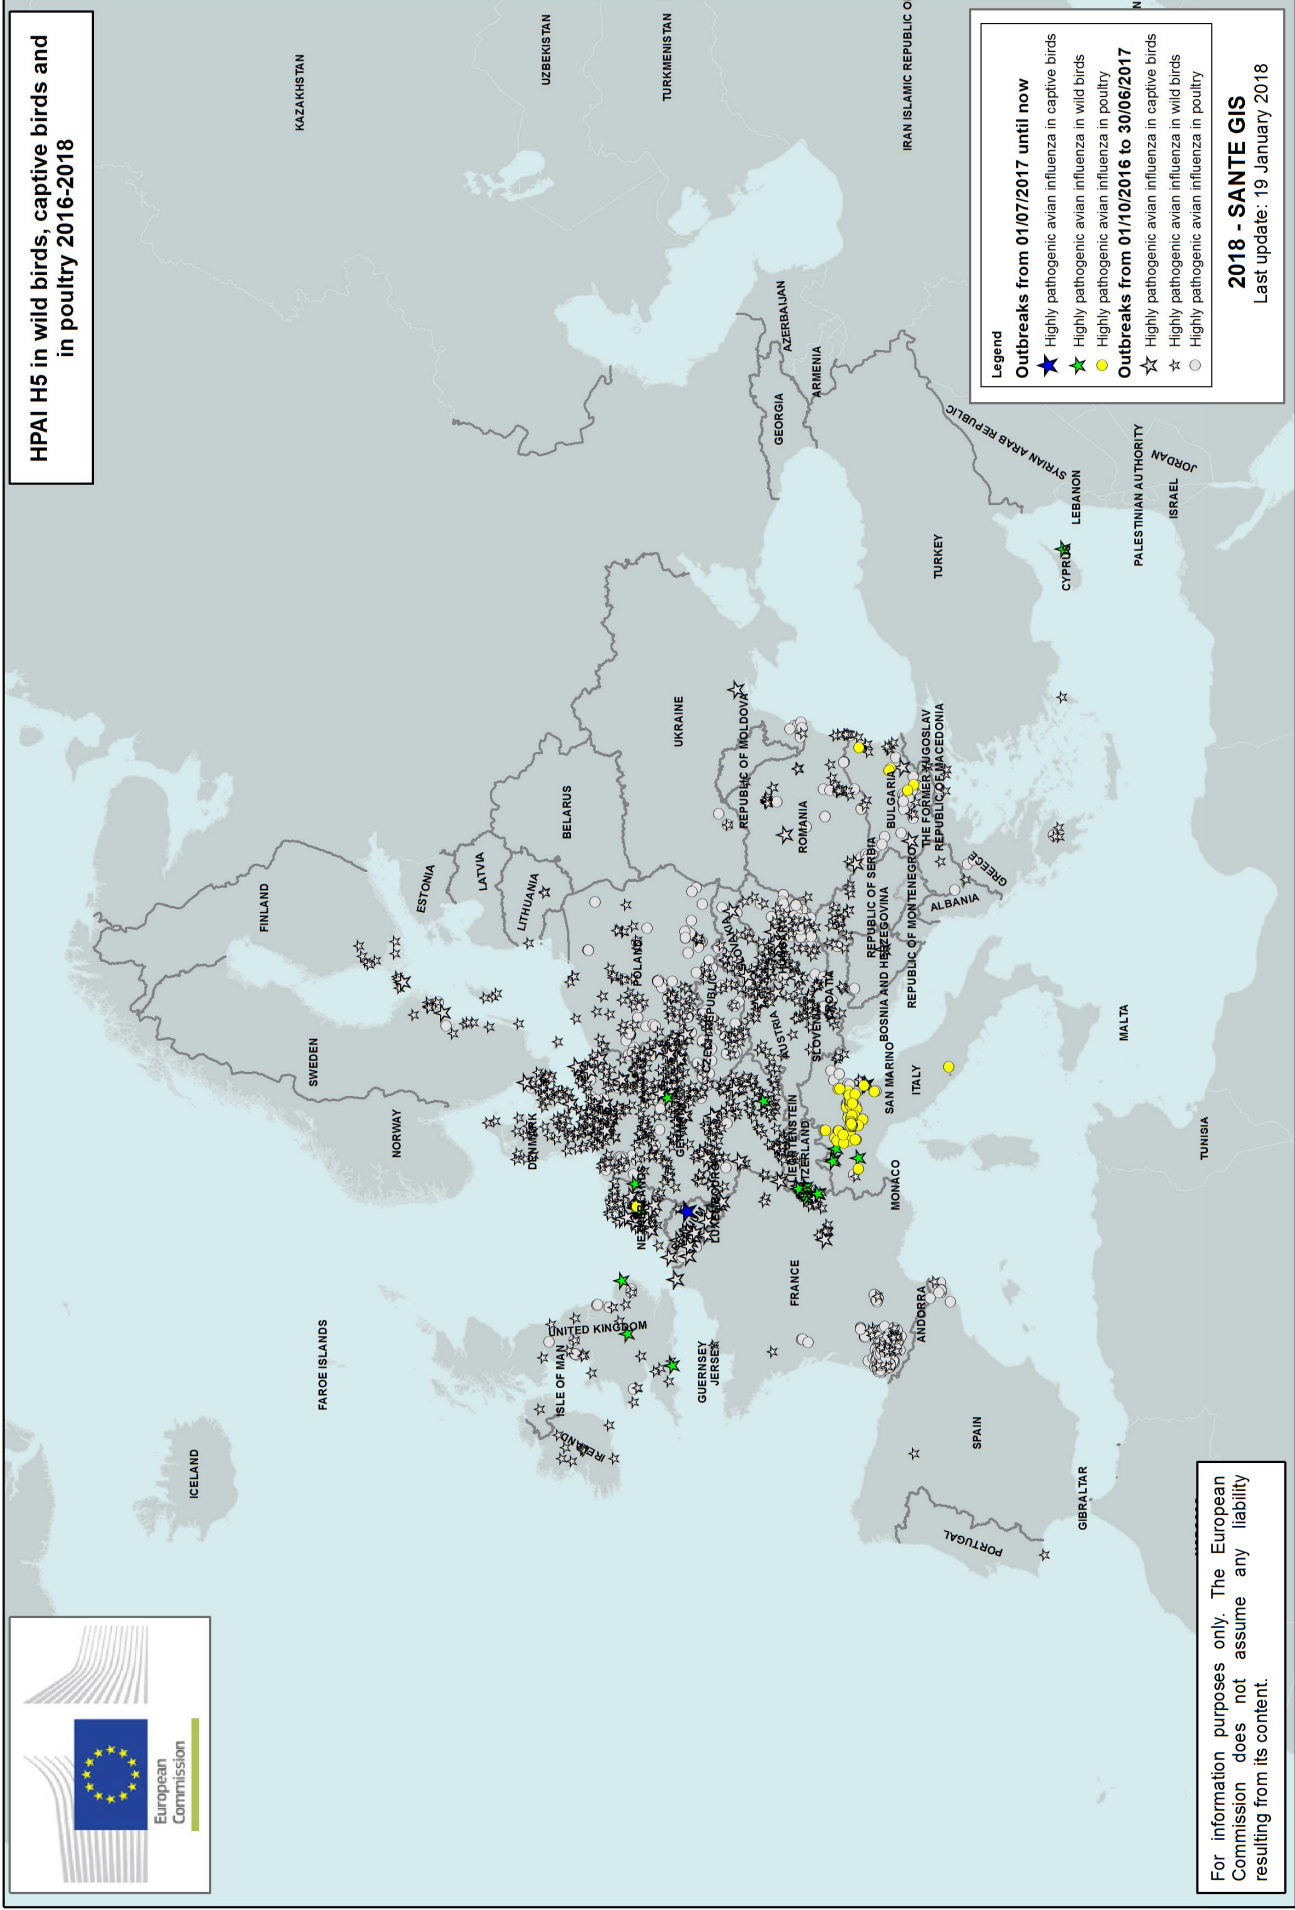 HPAI H5 in wild birds, captive birds and
in poultry 2016-2018
European
Commission
ICELAND
FAROE ISLANDS
NORWAY
SWEDEN
FINLAND
ESTONIA
LATVIA
LITHUANIA
BELARUS
KAZAKHSTAN
UZBEKISTAN
TURKMENISTAN
IRAN ISLAMIC REPUBLIC O
N
ISLE OF MAN
IRELAND
UNITED KINGDOM
GUERNSEY
JERSEY
DENMARK
POLAND
UKRAINE
CZECH REPUBLIC
SLOVAKIA
LUXEMBOURG
AUSTRIA
SLOVENIA
CROATIA
REPUBLIC OF MOLDOVA
ROMANIA
FRANCE
MONACO
ANDORRA
SPAIN
PORTUGAL
GIBRALTAR
SAN MARINO
ITALY
BOSNIA AND HERZEGOVINA
REPUBLIC OF SERBIA
REPUBLIC OF MONTENEGRO
BULGARIA
THE FORMER YUGOSLAV
REPUBLIC OF MACEDONIA
ALBANIA
GREECE
MALTA
TUNISIA
GEORGIA
AZERBAIJAN
ARMENIA
TURKEY
CYPRUS
SYRIAN ARAB REPUBLIC
LEBANON
PALESTINIAN AUTHORITY
ISRAEL
JORDAN
Legend
Outbreaks from 01/07/2017 until now
Highly pathogenic avian influenza in captive birds
Highly pathogenic avian influenza in wild birds
Highly pathogenic avian influenza in poultry
Outbreaks from 01/10/2016 to 30/06/2017
Highly pathogenic avian influenza in captive birds
Highly pathogenic avian influenza in wild birds
Highly pathogenic avian influenza in poultry
2018 - SANTE GIS
Last update: 19 January 2018
For information purposes only. The European
Commission does not assume any liability
resulting from its content.